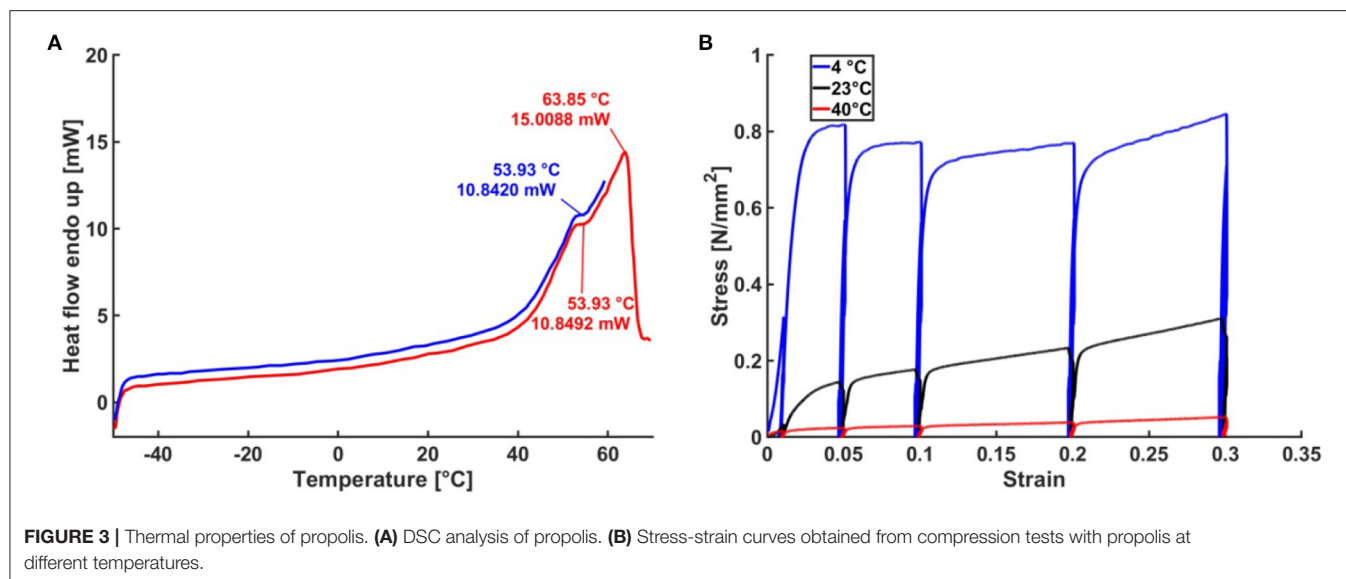 A
20
15
10
5
0
Heat flow endo up [mW]
63.85 °C
15.0088 mW
53.93 °C
10.8420 mW
53.93 °C
10.8492 mW
-40 -20 0 20 40 60
Temperature [°C]
B
1
0.8
0.6
0.4
0.2
0
Stress [N/mm²]
4 °C
23°C
40°C
0 0.05 0.1 0.15 0.2 0.25 0.3 0.35
Strain
FIGURE 3 | Thermal properties of propolis. (A) DSC analysis of propolis. (B) Stress-strain curves obtained from compression tests with propolis at
different temperatures.